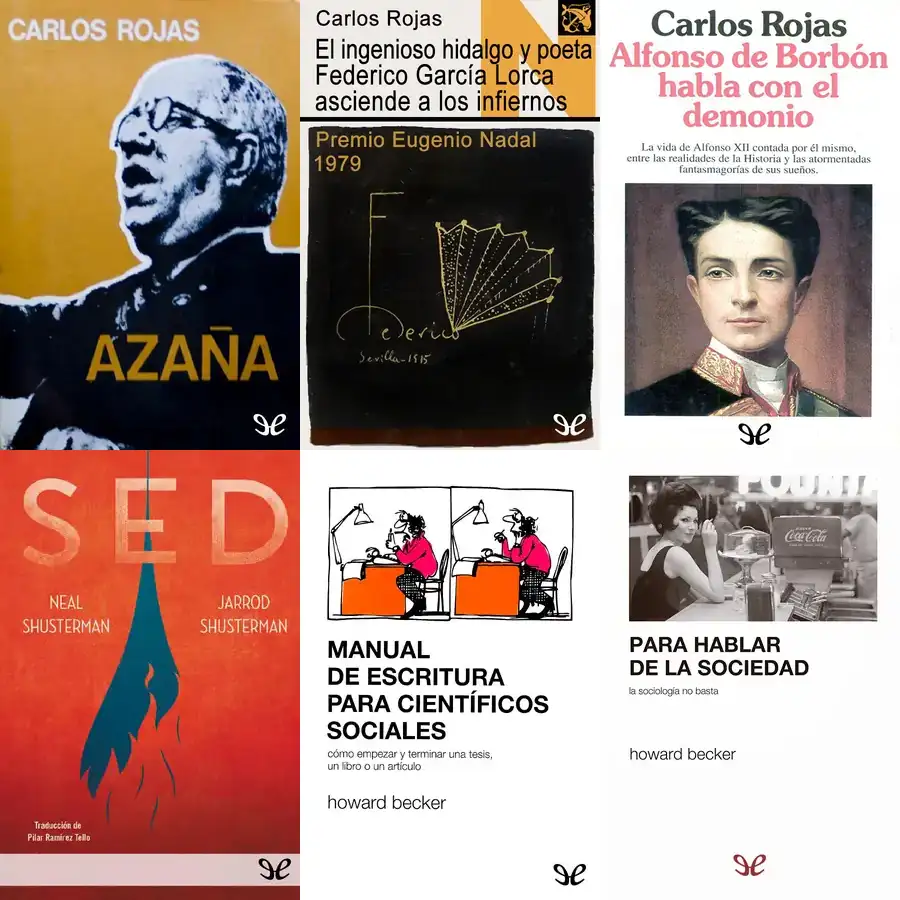 CARLOS ROJAS
AZAÑA
Carlos Rojas
El ingenioso hidalgo y poeta
Federico García Lorca
asciende a los infiernos
Premio Eugenio Nadal
1979
Federico
Sevilla-1915
Carlos Rojas
Alfonso de Borbón
habla con el
demonio
La vida de Alfonso XII contada por él mismo,
entre las realidades de la Historia y las atormentadas
fantasmagorías de sus sueños.
SED
NEAL
SHUSTERMAN
JARROD
SHUSTERMAN
Traducción de
Pilar Ramírez Tello
MANUAL
DE ESCRITURA
PARA CIENTÍFICOS
SOCIALES
cómo empezar y terminar una tesis,
un libro o un artículo
howard becker
Coca-Cola
PARA HABLAR
DE LA SOCIEDAD
la sociología no basta
howard becker